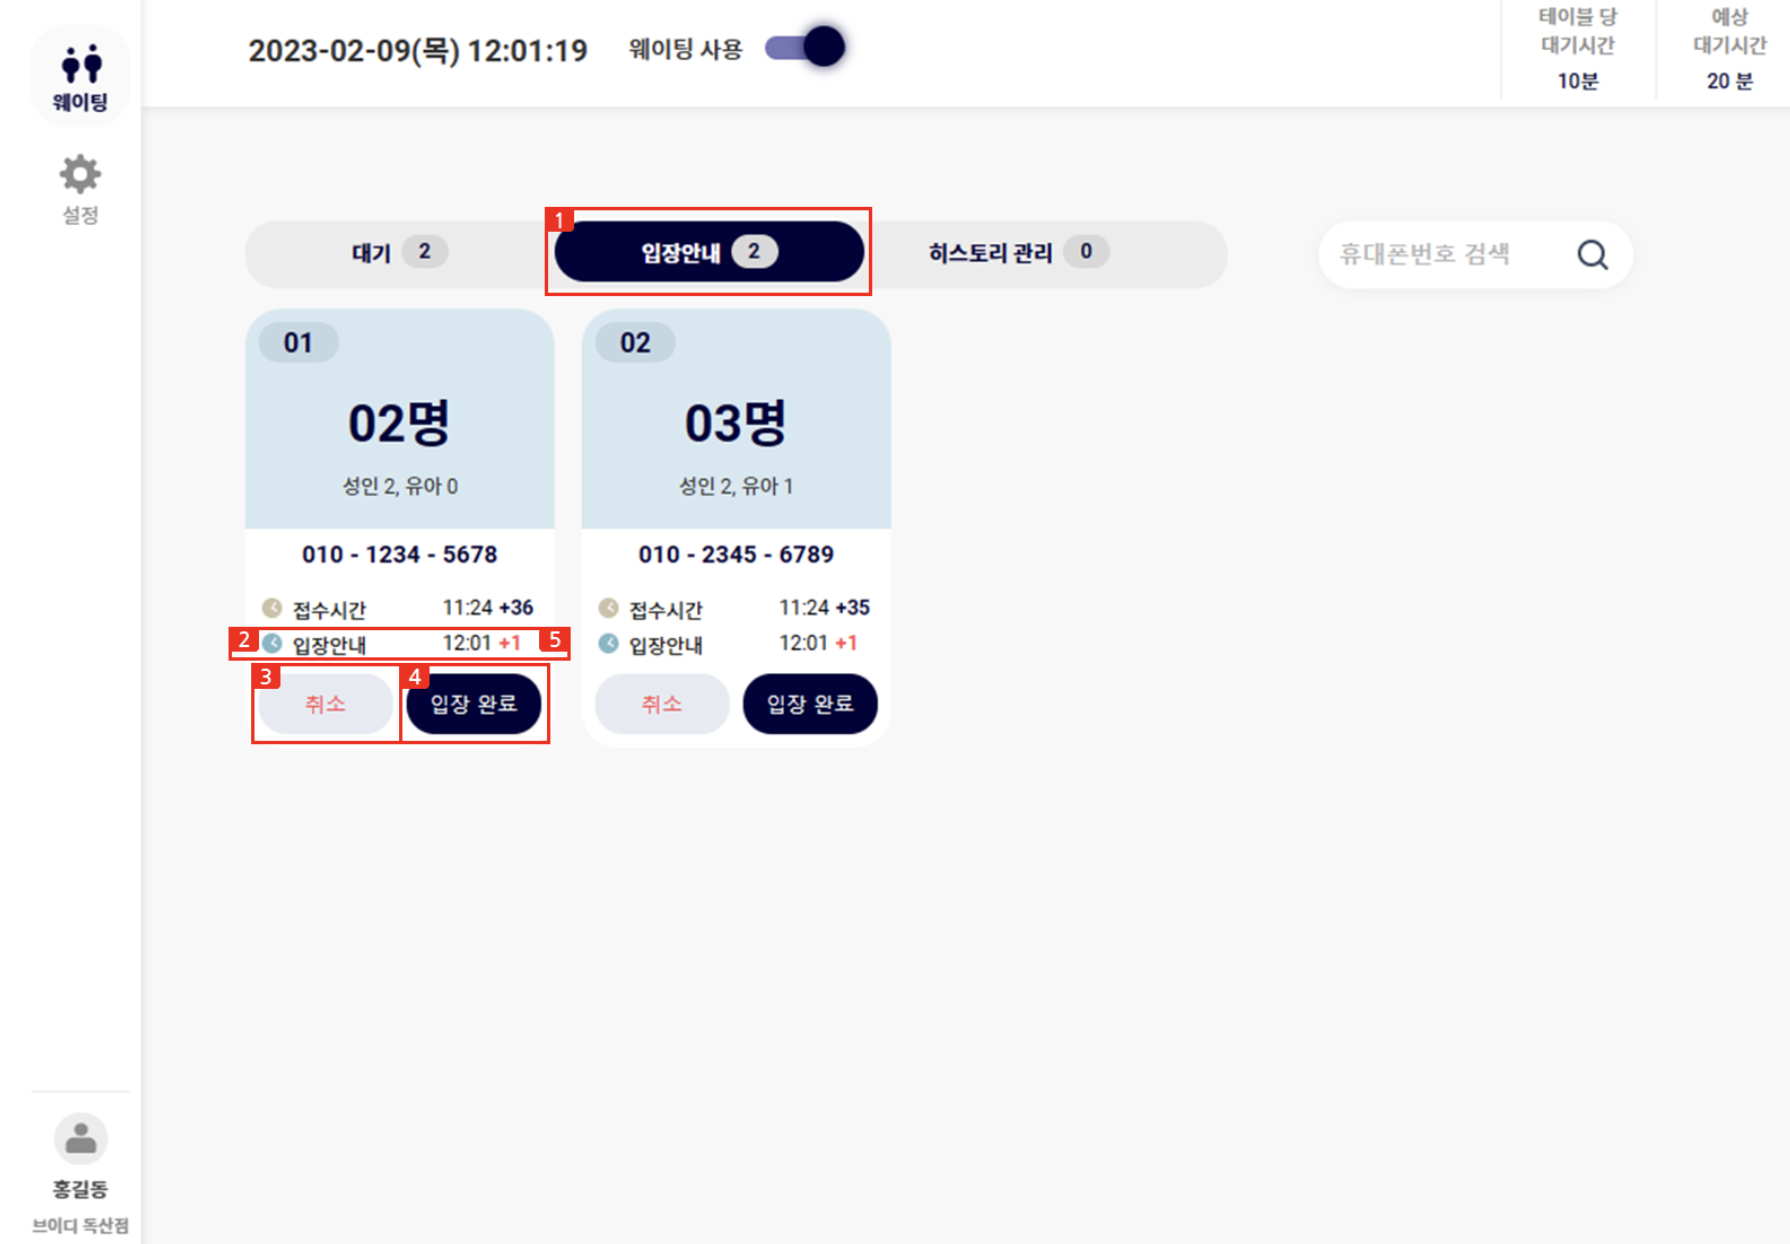 웨이팅
설정
2023-02-09(목) 12:01:19 웨이팅 사용
테이블 당
대기시간
10분
예상
대기시간
20 분
대기 2
1
입장안내 2
히스토리 관리 0
휴대폰번호 검색
01
02명
성인 2, 유아 0
010 - 1234 - 5678
접수시간 11:24 +36
2 입장안내 12:01 +1 5
3 취소
4 입장 완료
02
03명
성인 2, 유아 1
010 - 2345 - 6789
접수시간 11:24 +35
입장안내 12:01 +1
취소 입장 완료
홍길동
브이디 독산점